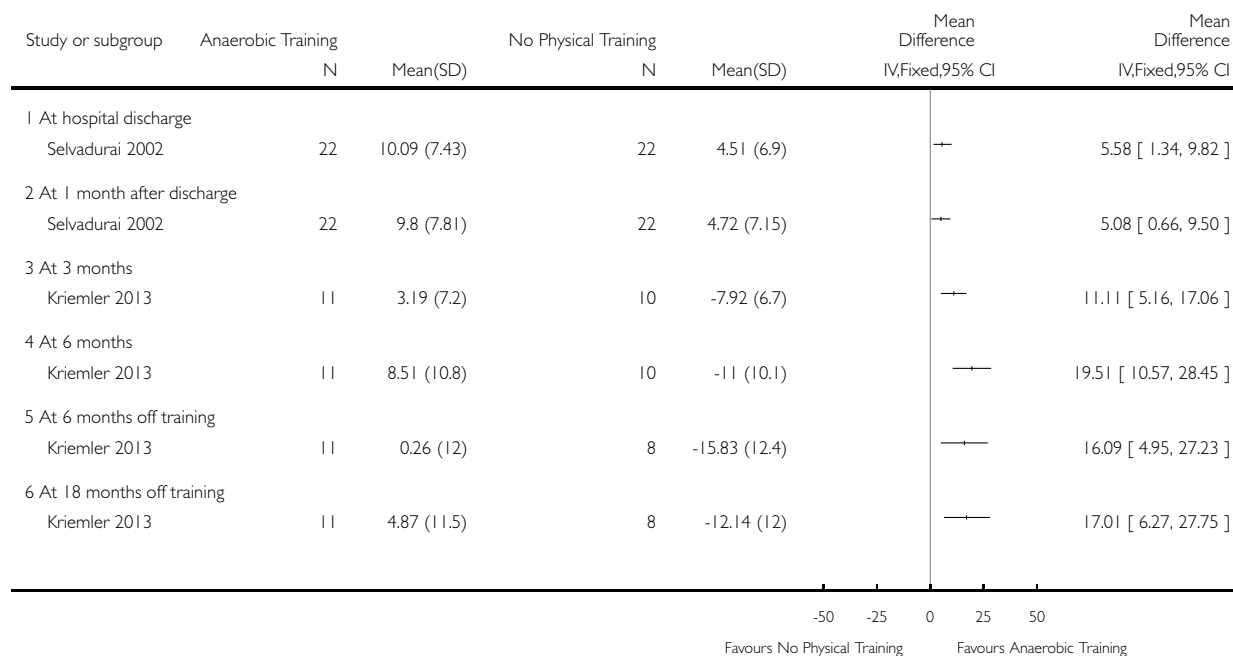 Study or subgroup Anaerobic Training No Physical Training Mean Difference Mean Difference
N Mean(SD) N Mean(SD) IV,Fixed,95% CI IV,Fixed,95% CI
1 At hospital discharge
Selvadurai 2002 22 10.09 (7.43) 22 4.51 (6.9) 5.58 [ 1.34, 9.82 ]
2 At 1 month after discharge
Selvadurai 2002 22 9.8 (7.81) 22 4.72 (7.15) 5.08 [ 0.66, 9.50 ]
3 At 3 months
Kriemler 2013 11 3.19 (7.2) 10 -7.92 (6.7) 11.11 [ 5.16, 17.06 ]
4 At 6 months
Kriemler 2013 11 8.51 (10.8) 10 -11 (10.1) 19.51 [ 10.57, 28.45 ]
5 At 6 months off training
Kriemler 2013 11 0.26 (12) 8 -15.83 (12.4) 16.09 [ 4.95, 27.23 ]
6 At 18 months off training
Kriemler 2013 11 4.87 (11.5) 8 -12.14 (12) 17.01 [ 6.27, 27.75 ]
-50 -25 0 25 50
Favours No Physical Training Favours Anaerobic Training